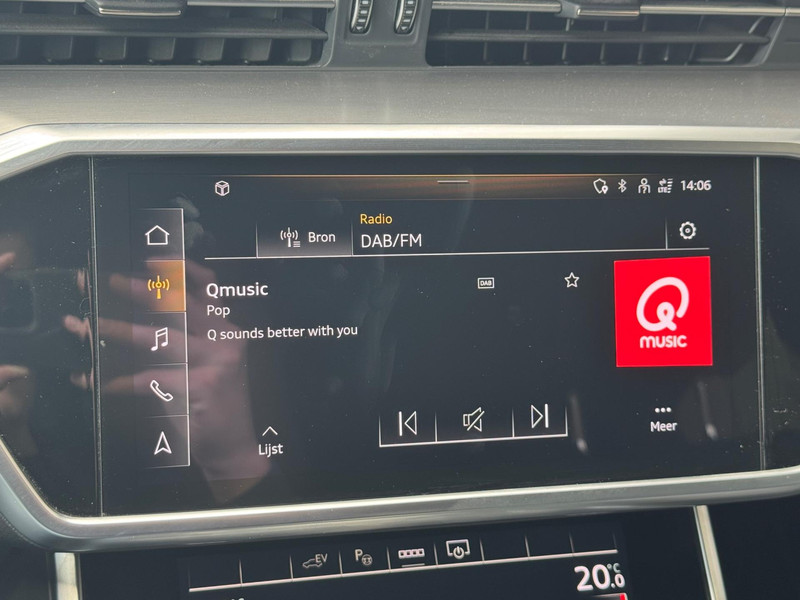 LTE 14:06
Radio
Bron DAB/FM
Qmusic DAB
Pop
Q sounds better with you
MUSIC
Lijst
Meer
EV P
20.0 °C